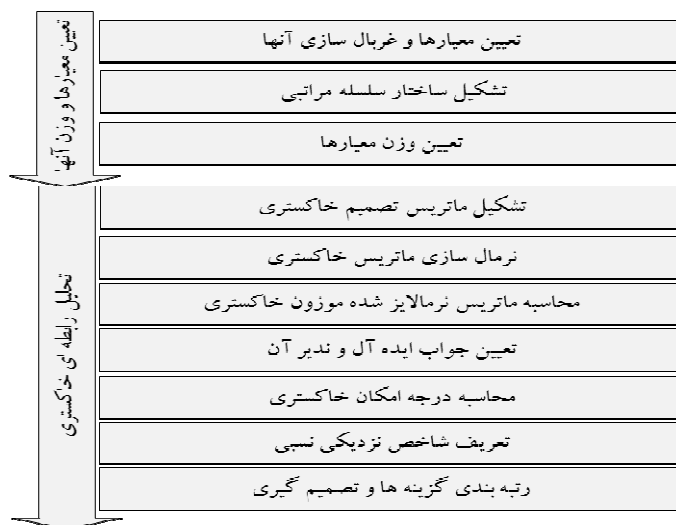 تعیین معیارها و وزن آنها
تعیین معیارها و غربال سازی آنها
تشکیل ساختار سلسله مراتبی
تعیین وزن معیارها
تحلیل رابطه ای خاکستری
تشکیل ماتریس تصمیم خاکستری
نرمال سازی ماتریس خاکستری
محاسبه ماتریس نرمالایز شده موزون خاکستری
تعیین جواب ایده آل و ندیر آن
محاسبه درجه امکان خاکستری
تعریف شاخص نزدیکی نسبی
رتبه بندی گزینه ها و تصمیم گیری